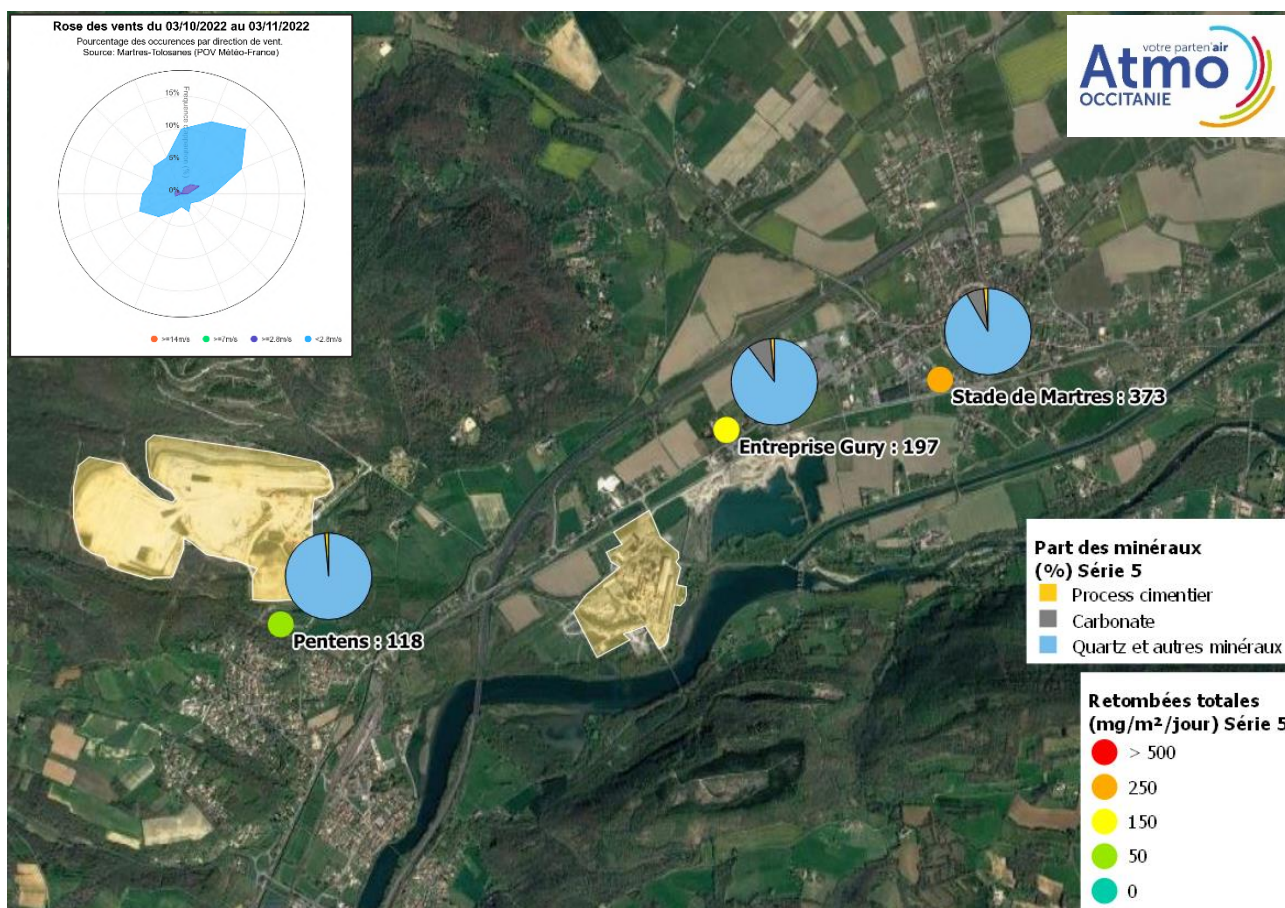 Rose des vents du 03/10/2022 au 03/11/2022
Pourcentage des occurences par direction de vent.
Source: Martres-Tolosanes (POV Météo-France)
15%
10%
5%
0%
>=14m/s
>=7m/s
>=2.8m/s
<2.8m/s
votre parten'air
Atmo
OCCITANIE
Stade de Martres : 373
Entreprise Gury : 197
Pentens : 118
Part des minéraux
(%) Série 5
Process cimentier
Carbonate
Quartz et autres minéraux
Retombées totales
(mg/m²/jour) Série 5
> 500
250
150
50
0